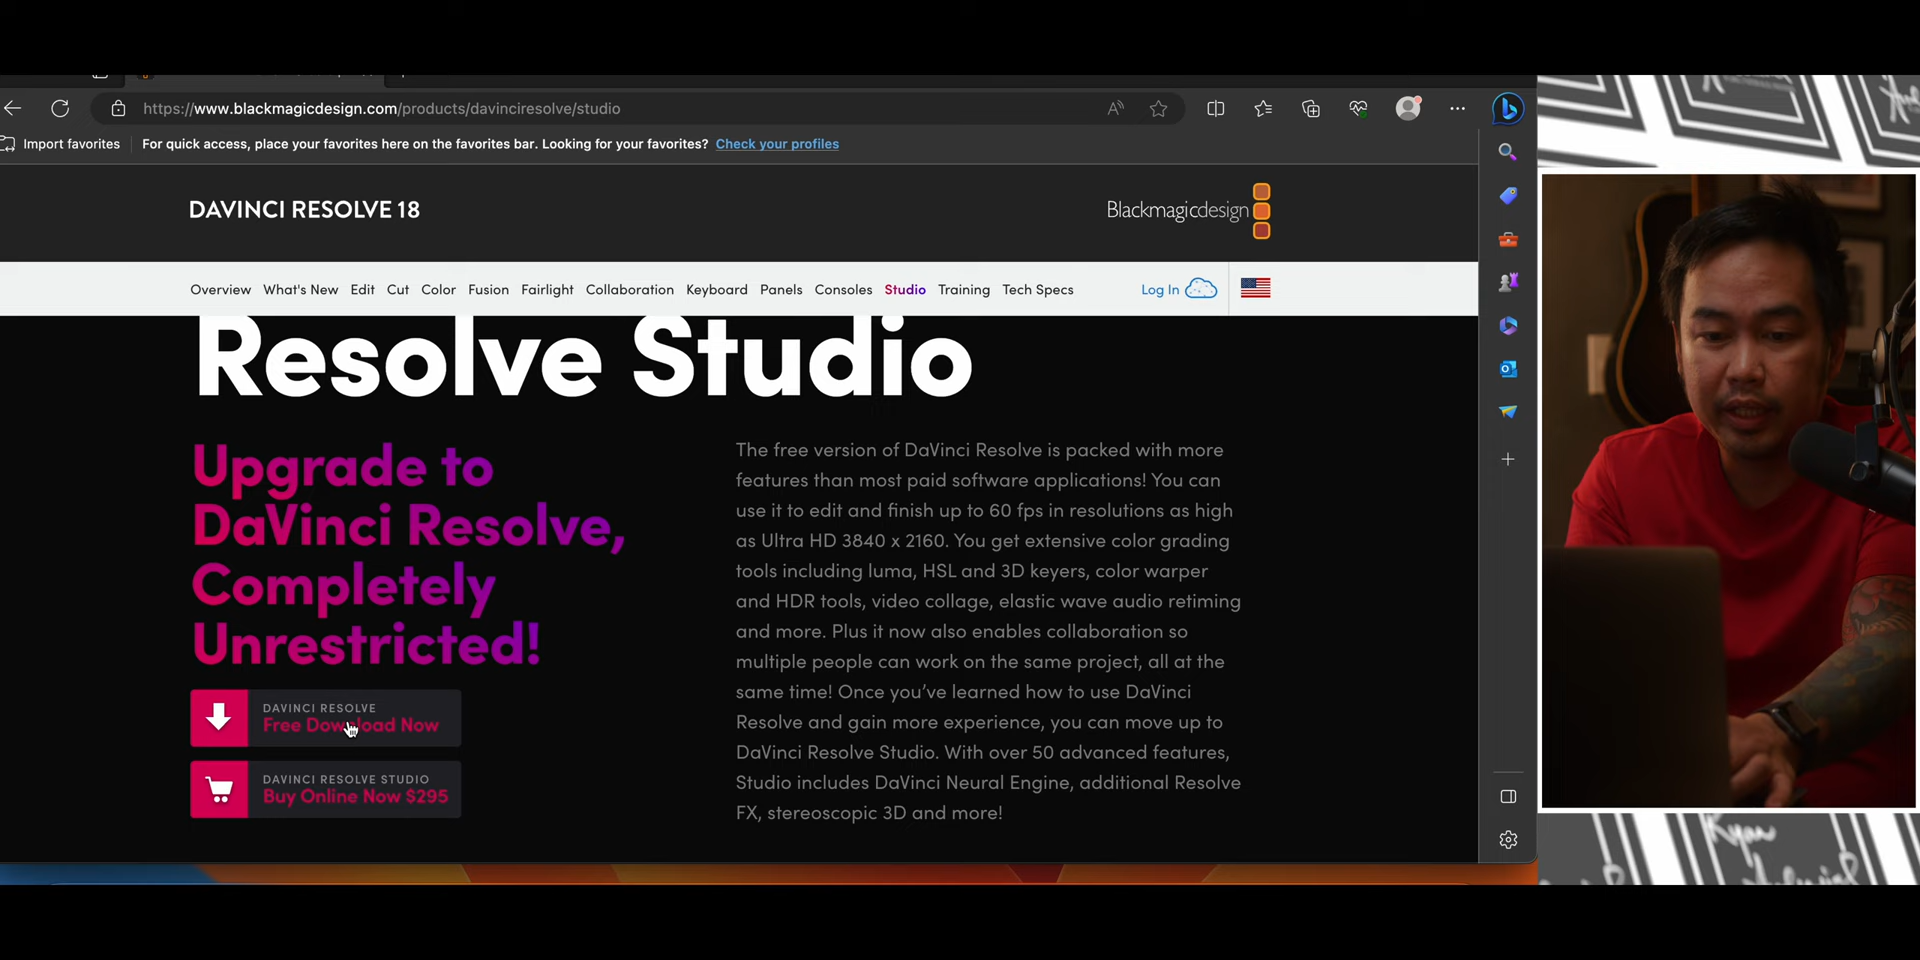 https://www.blackmagicdesign.com/products/davinciresolve/studio
Import favorites
For quick access, place your favorites here on the favorites bar. Looking for your favorites? Check your profiles
DAVINCI RESOLVE 18
Blackmagicdesign
Overview What's New Edit Cut Color Fusion Fairlight Collaboration Keyboard Panels Consoles Studio Training Tech Specs Log In
Resolve Studio
Upgrade to
DaVinci Resolve,
Completely
Unrestricted!
DAVINCI RESOLVE
Free Download Now
DAVINCI RESOLVE STUDIO
Buy Online Now $295
The free version of DaVinci Resolve is packed with more
features than most paid software applications! You can
use it to edit and finish up to 60 fps in resolutions as high
as Ultra HD 3840 x 2160. You get extensive color grading
tools including luma, HSL and 3D keyers, color warper
and HDR tools, video collage, elastic wave audio retiming
and more. Plus it now also enables collaboration so
multiple people can work on the same project, all at the
same time! Once you've learned how to use DaVinci
Resolve and gain more experience, you can move up to
DaVinci Resolve Studio. With over 50 advanced features,
Studio includes DaVinci Neural Engine, additional Resolve
FX, stereoscopic 3D and more!
Ryan